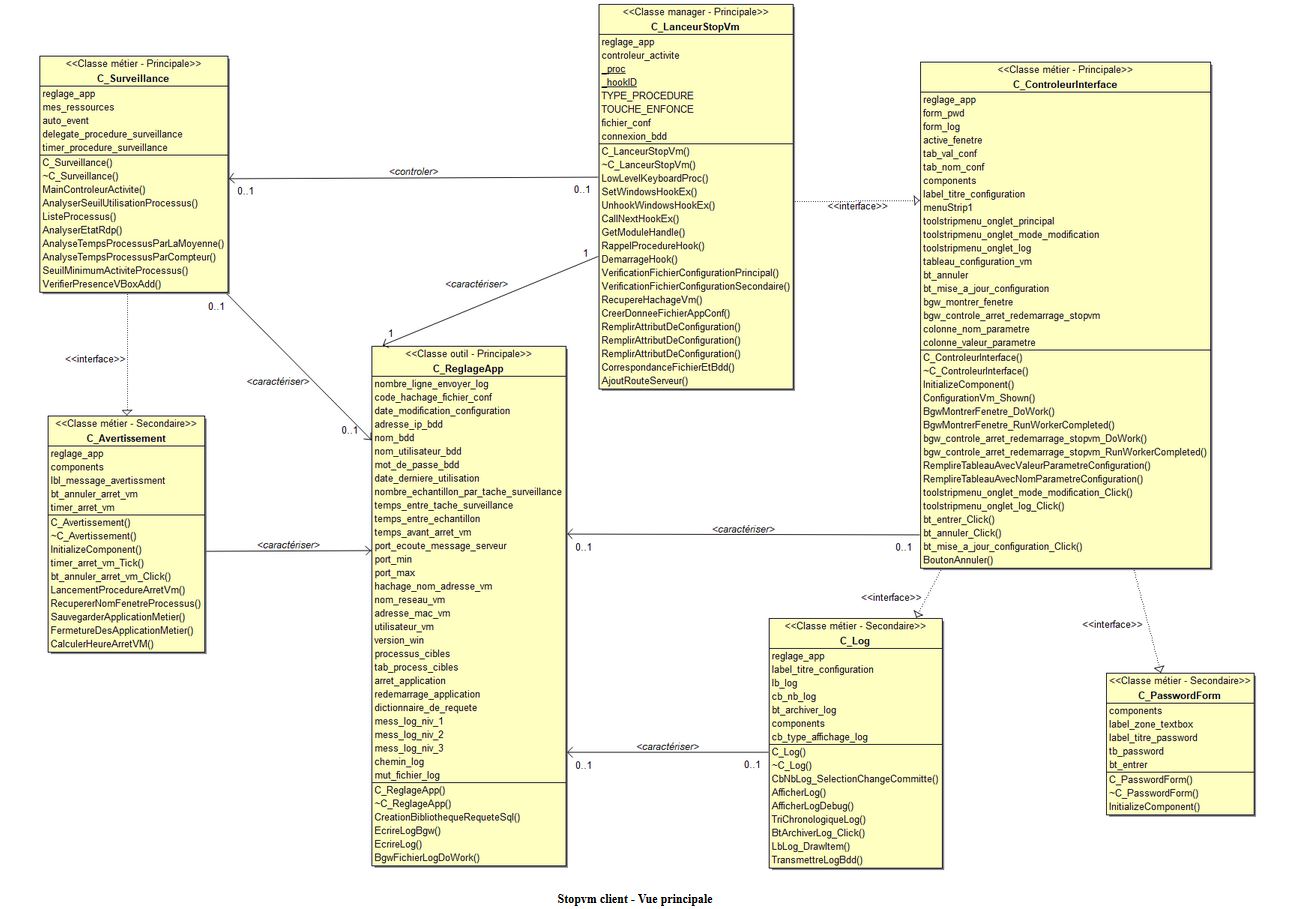 <<Classe manager - Principale>>
C_LanceurStopVm
reglage_app
controleur_activite
_proc
_hookID
TYPE_PROCEDURE
TOUCHE_ENFONCE
fichier_conf
connexion_bdd
C_LanceurStopVm()
~C_LanceurStopVm()
LowLevelKeyboardProc()
SetWindowsHookEx()
UnhookWindowsHookEx()
CallNextHookEx()
GetModuleHandle()
RappelProcedureHook()
DemarrageHook()
VerificationFichierConfigurationPrincipal()
VerificationFichierConfigurationSecondaire()
RecupereHachageVm()
CreerDonneeFichierAppConf()
RemplirAttributDeConfiguration()
RemplirAttributDeConfiguration()
RemplirAttributDeConfiguration()
CorrespondanceFichierEtBdd()
AjoutRouteServeur()
<<Classe métier - Principale>>
C_Surveillance
reglage_app
mes_ressources
auto_event
delegate_procedure_surveillance
timer_procedure_surveillance
C_Surveillance()
~C_Surveillance()
MainControleurActivite()
AnalyserSeuilUtilisationProcessus()
ListeProcessus()
AnalyserEtatRdp()
AnalyseTempsProcessusParLaMoyenne()
AnalyseTempsProcessusParCompteur()
SeuilMinimumActiviteProcessus()
VerifierPresenceVBoxAdd()
<controler>
0..1
0..1
<<interface>>
1
<caractériser>
1
0..1
<caractériser>
0..1
<<interface>>
<<Classe métier - Principale>>
C_ControleurInterface
reglage_app
form_pwd
form_log
active_fenetre
tab_val_conf
tab_nom_conf
components
label_titre_configuration
menuStrip1
toolstripmenu_onglet_principal
toolstripmenu_onglet_mode_modification
toolstripmenu_onglet_log
tableau_configuration_vm
bt_annuler
bt_mise_a_jour_configuration
bgw_montrer_fenetre
bgw_controle_arret_redemarrage_stopvm
colonne_nom_parametre
colonne_valeur_parametre
C_ControleurInterface()
~C_ControleurInterface()
InitializeComponent()
ConfigurationVm_Shown()
BgwMontrerFenetre_DoWork()
BgwMontrerFenetre_RunWorkerCompleted()
bgw_controle_arret_redemarrage_stopvm_DoWork()
bgw_controle_arret_redemarrage_stopvm_RunWorkerCompleted()
RemplireTableauAvecValeurParametreConfiguration()
RemplireTableauAvecNomParametreConfiguration()
toolstripmenu_onglet_mode_modification_Click()
toolstripmenu_onglet_log_Click()
bt_entrer_Click()
bt_annuler_Click()
bt_mise_a_jour_configuration_Click()
BoutonAnnuler()
<<Classe outil - Principale>>
C_ReglageApp
nombre_ligne_envoyer_log
code_hachage_fichier_conf
date_modification_configuration
adresse_ip_bdd
nom_bdd
nom_utilisateur_bdd
mot_de_passe_bdd
date_derniere_utilisation
nombre_echantillon_par_tache_surveillance
temps_entre_tache_surveillance
temps_entre_echantillon
temps_avant_arret_vm
port_ecoute_message_serveur
port_min
port_max
hachage_nom_adresse_vm
nom_reseau_vm
adresse_mac_vm
utilisateur_vm
version_win
processus_cibles
tab_process_cibles
arret_application
redemarrage_application
dictionnaire_de_requete
mess_log_niv_1
mess_log_niv_2
mess_log_niv_3
chemin_log
mut_fichier_log
C_ReglageApp()
~C_ReglageApp()
CreationBibliothequeRequeteSql()
EcrireLogBgw()
EcrireLog()
BgwFichierLogDoWork()
<<Classe métier - Secondaire>>
C_Avertissement
reglage_app
components
lbl_message_avertissment
bt_annuler_arret_vm
timer_arret_vm
C_Avertissement()
~C_Avertissement()
InitializeComponent()
timer_arret_vm_Tick()
bt_annuler_arret_vm_Click()
LancementProcedureArretVm()
RecupererNomFenetreProcessus()
SauvegarderApplicationMetier()
FermetureDesApplicationMetier()
CalculerHeureArretVM()
<caractériser>
<caractériser>
0..1
0..1
<<interface>>
<<interface>>
<<Classe métier - Secondaire>>
C_Log
reglage_app
label_titre_configuration
lb_log
cb_nb_log
bt_archiver_log
components
cb_type_affichage_log
C_Log()
~C_Log()
CbNbLog_SelectionChangeCommitte()
AfficherLog()
AfficherLogDebug()
TriChronologiqueLog()
BtArchiverLog_Click()
LbLog_DrawItem()
TransmettreLogBdd()
<caractériser>
0..1
0..1
<<Classe métier - Secondaire>>
C_PasswordForm
components
label_zone_textbox
label_titre_password
tb_password
bt_entrer
C_PasswordForm()
~C_PasswordForm()
InitializeComponent()
Stopvm client - Vue principale